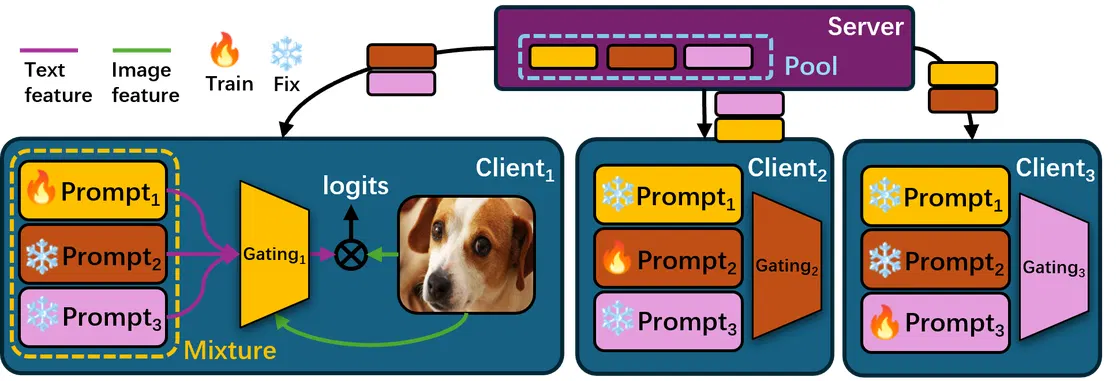 Server
Pool
Text
feature
Image
feature
Train
Fix
Client₁
Prompt₁
Prompt₂
Prompt₃
Mixture
Gating₁
logits
Client₂
Prompt₁
Prompt₂
Prompt₃
Gating₂
Client₃
Prompt₁
Prompt₂
Prompt₃
Gating₃